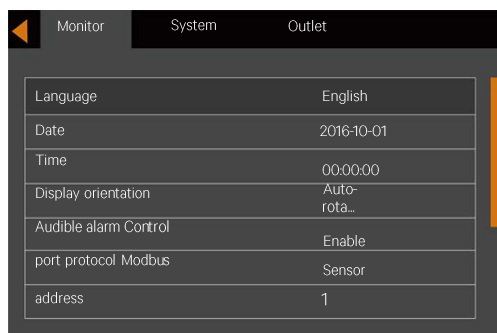 Monitor System Outlet
Language English
Date 2016-10-01
Time 00:00:00
Display orientation Auto-
rota...
Audible alarm Control Enable
port protocol Modbus Sensor
address 1